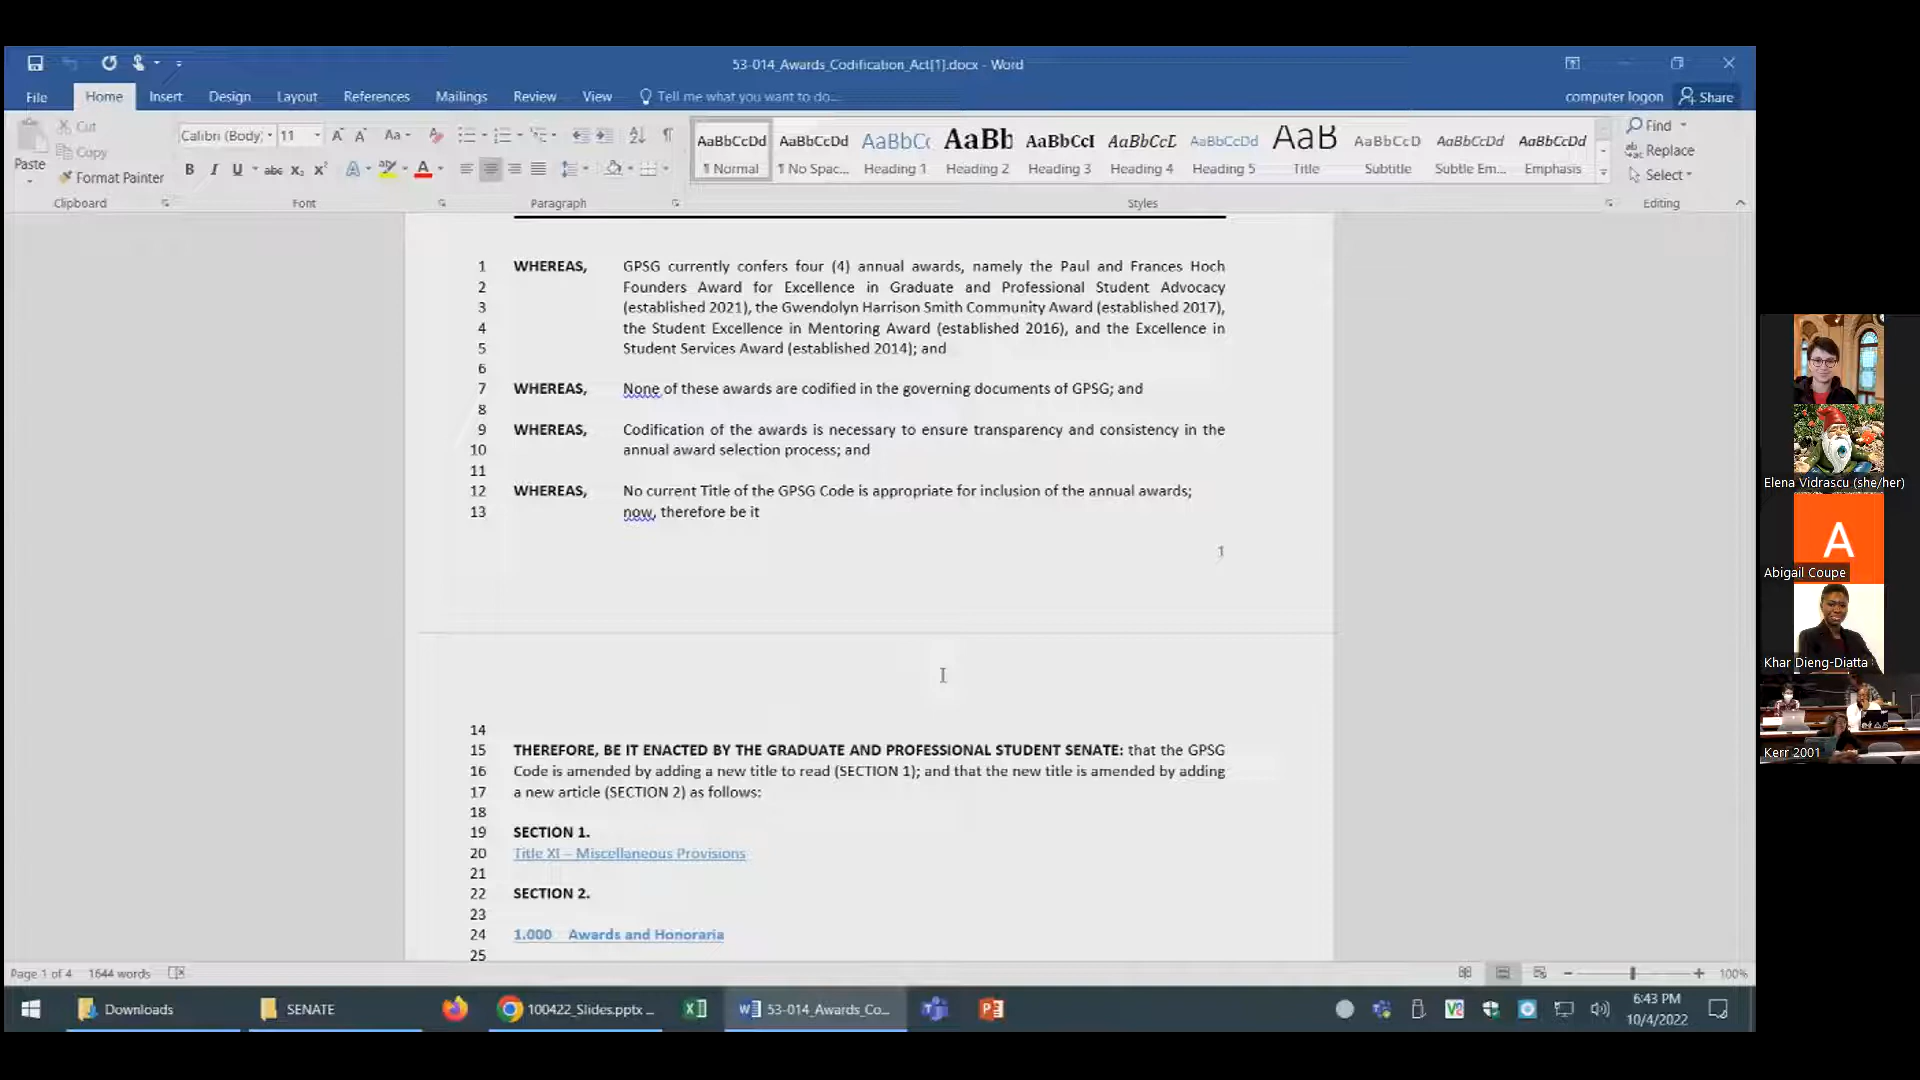 53-014_Awards_Codification_Act[1].docx - Word
File Home Insert Design Layout References Mailings Review View Tell me what you want to do... computer logon Share
Paste
Cut
Copy
Format Painter
Calibri (Body) 11
AaBbCcDd AaBbCcDd AaBbCc AaBb AaBbCcI AaBbCcD AaBbCcDd AaB AaBbCcD AaBbCcDd AaBbCcDd
¶ Normal ¶ No Spac... Heading 1 Heading 2 Heading 3 Heading 4 Heading 5 Title Subtitle Subtle Em... Emphasis
Find
Replace
Select
Clipboard Font Paragraph Styles Editing
1 WHEREAS, GPSG currently confers four (4) annual awards, namely the Paul and Frances Hoch
2 Founders Award for Excellence in Graduate and Professional Student Advocacy
3 (established 2021), the Gwendolyn Harrison Smith Community Award (established 2017),
4 the Student Excellence in Mentoring Award (established 2016), and the Excellence in
5 Student Services Award (established 2014); and
6
7 WHEREAS, None of these awards are codified in the governing documents of GPSG; and
8
9 WHEREAS, Codification of the awards is necessary to ensure transparency and consistency in the
10 annual award selection process; and
11
12 WHEREAS, No current Title of the GPSG Code is appropriate for inclusion of the annual awards;
13 now, therefore be it
1
14
15 THEREFORE, BE IT ENACTED BY THE GRADUATE AND PROFESSIONAL STUDENT SENATE: that the GPSG
16 Code is amended by adding a new title to read (SECTION 1); and that the new title is amended by adding
17 a new article (SECTION 2) as follows:
18
19 SECTION 1.
20 Title XI – Miscellaneous Provisions
21
22 SECTION 2.
23
24 1.000 Awards and Honoraria
25
Page 1 of 4 1644 words 100%
Downloads SENATE 100422_Slides.pptx ... 53-014_Awards_Co...
6:43 PM
10/4/2022
Elena Vidrascu (she/her)
A
Abigail Coupe
Khar Dieng-Diatta
Kerr 2001